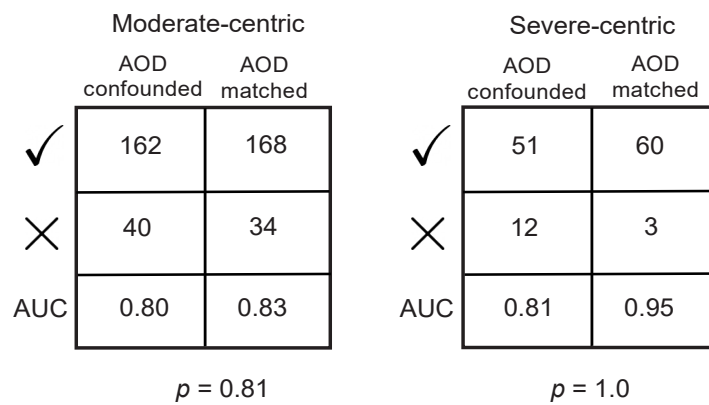 Moderate-centric
AOD confounded AOD matched
162 168
40 34
AUC 0.80 0.83
p = 0.81
Severe-centric
AOD confounded AOD matched
51 60
12 3
AUC 0.81 0.95
p = 1.0